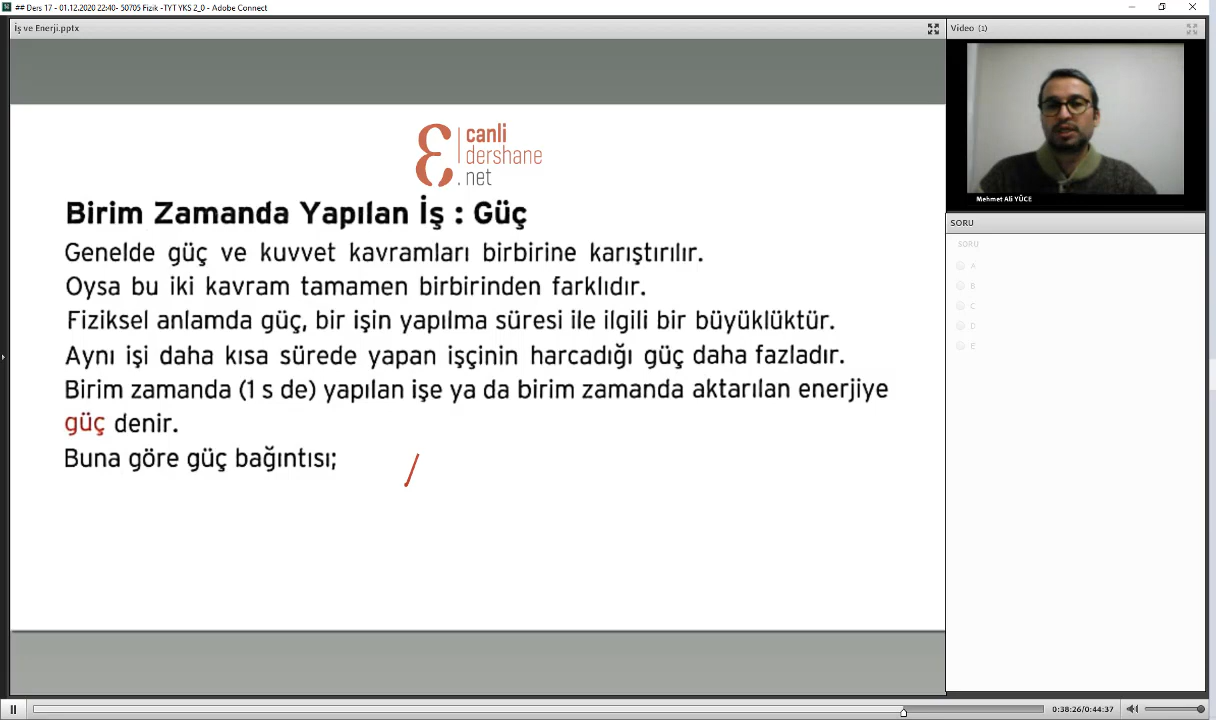 ## Ders 17 - 01.12.2020 22:40- 50705 Fizik -TYT YKS 2_0 - Adobe Connect
İş ve Enerji.pptx
Video (1)
canli
dershane
.net
Mehmet Ali YÜCE
Birim Zamanda Yapılan İş : Güç
Genelde güç ve kuvvet kavramları birbirine karıştırılır.
Oysa bu iki kavram tamamen birbirinden farklıdır.
Fiziksel anlamda güç, bir işin yapılma süresi ile ilgili bir büyüklüktür.
Aynı işi daha kısa sürede yapan işçinin harcadığı güç daha fazladır.
Birim zamanda (1 s de) yapılan işe ya da birim zamanda aktarılan enerjiye
güç denir.
Buna göre güç bağıntısı;
SORU
SORU
A
B
C
D
E
0:38:26/0:44:37